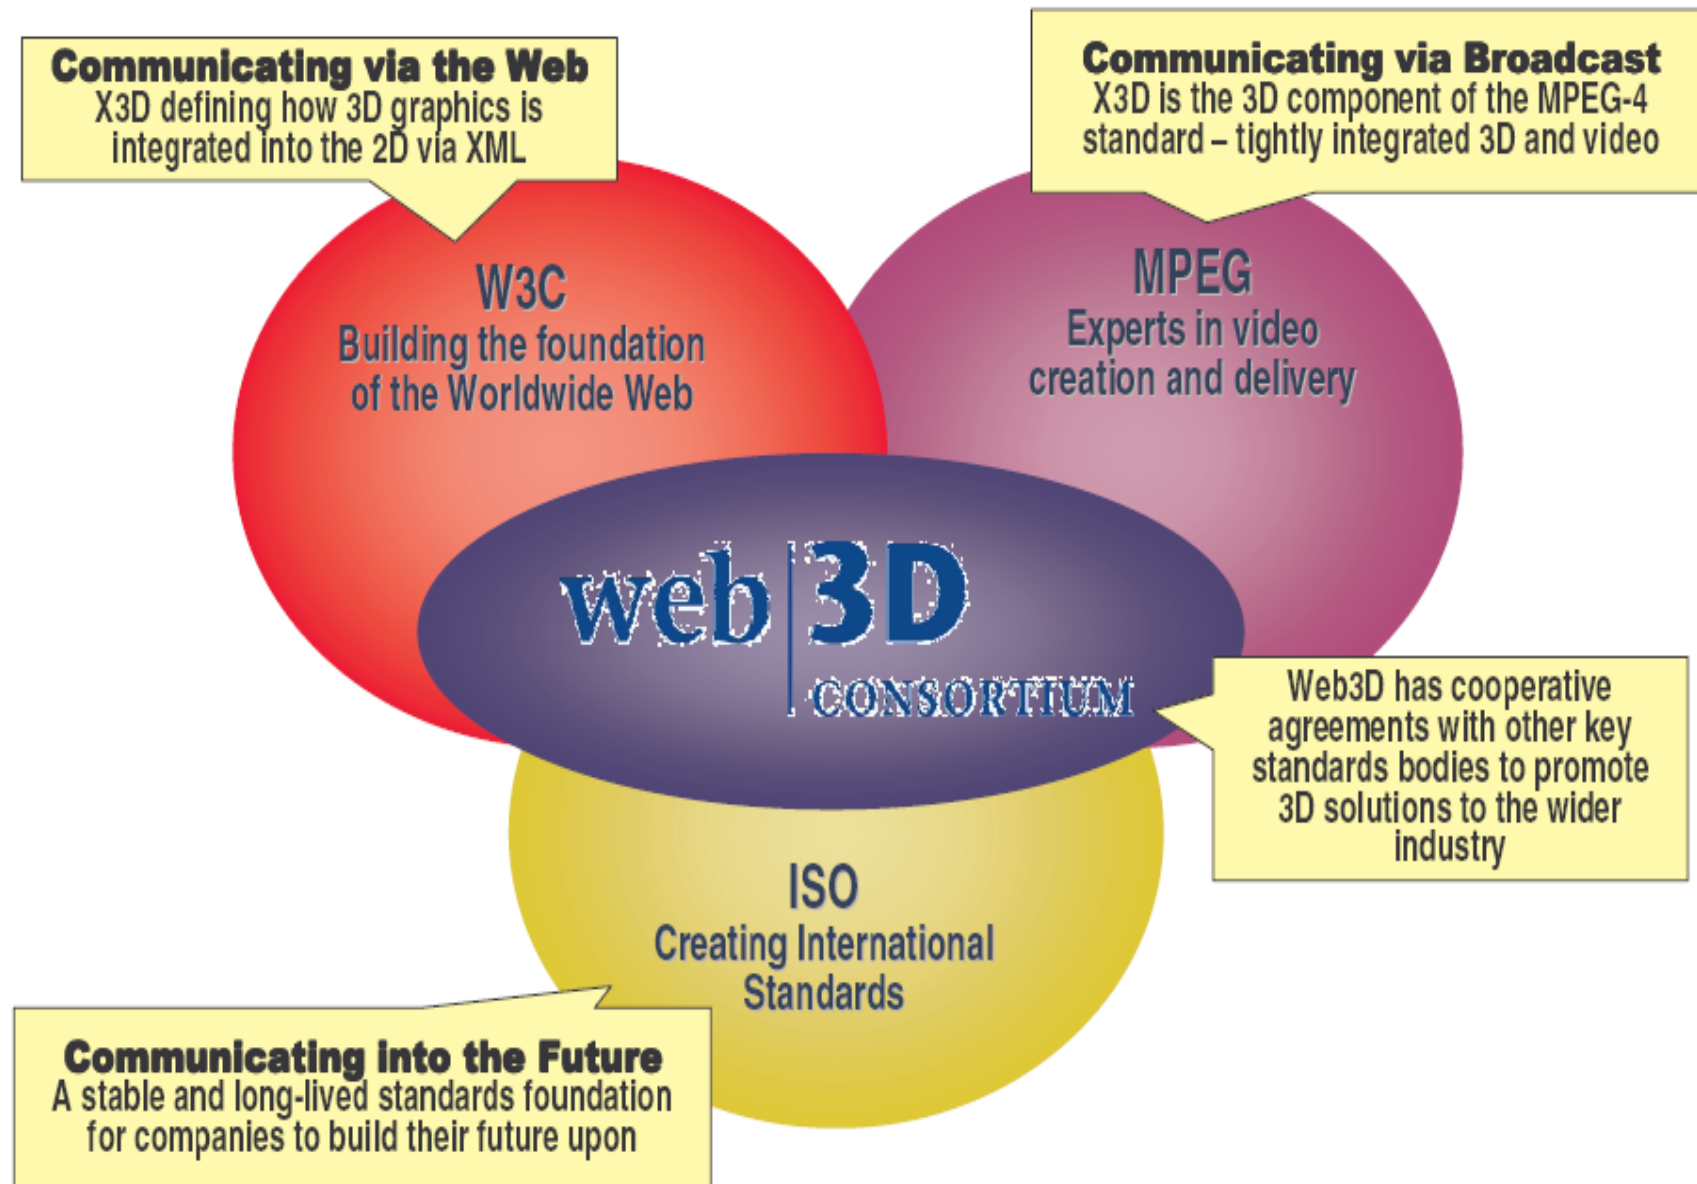 Communicating via the Web
X3D defining how 3D graphics is
integrated into the 2D via XML
Communicating via Broadcast
X3D is the 3D component of the MPEG-4
standard – tightly integrated 3D and video
W3C
Building the foundation
of the Worldwide Web
MPEG
Experts in video
creation and delivery
web 3D
CONSORTIUM
Web3D has cooperative
agreements with other key
standards bodies to promote
3D solutions to the wider
industry
ISO
Creating International
Standards
Communicating into the Future
A stable and long-lived standards foundation
for companies to build their future upon